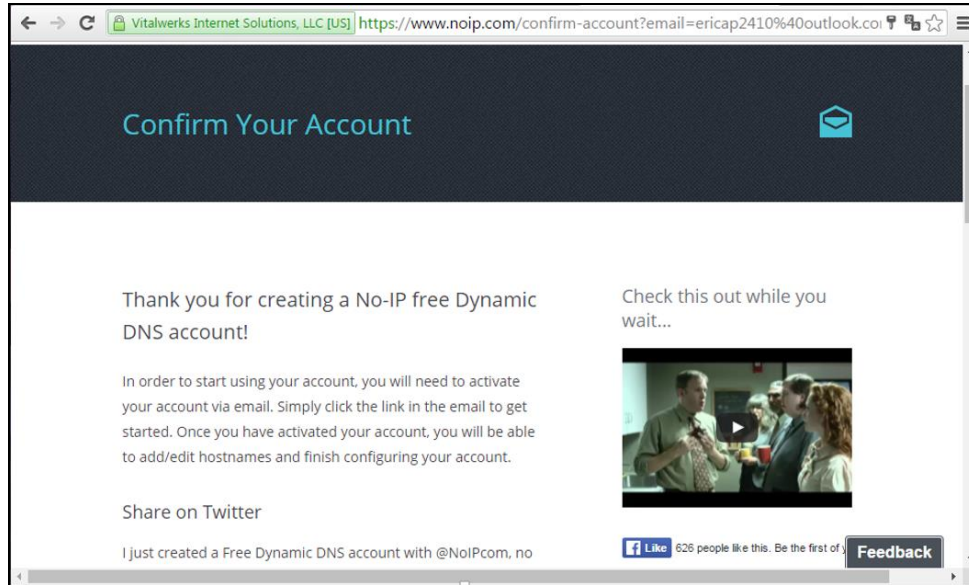 Vitalwerks Internet Solutions, LLC [US] https://www.noip.com/confirm-account?email=ericap2410%40outlook.co
Confirm Your Account
Thank you for creating a No-IP free Dynamic
DNS account!
In order to start using your account, you will need to activate
your account via email. Simply click the link in the email to get
started. Once you have activated your account, you will be able
to add/edit hostnames and finish configuring your account.
Share on Twitter
I just created a Free Dynamic DNS account with @NoIPcom, no
Check this out while you
wait...
Like 626 people like this. Be the first of
Feedback